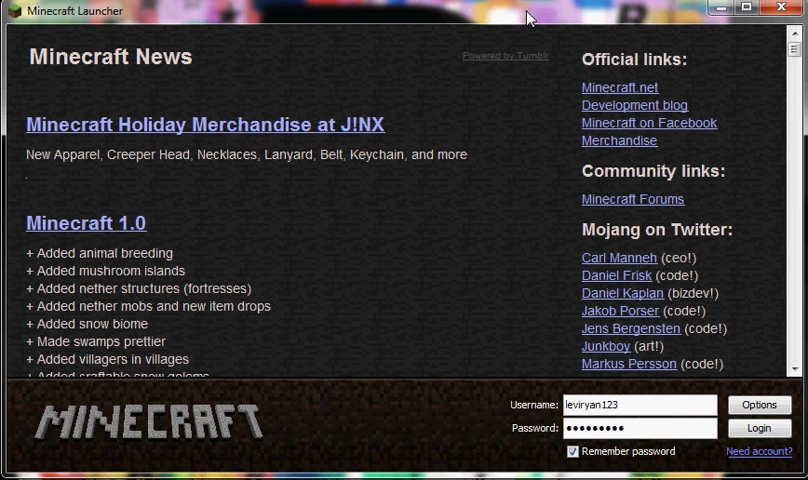 Minecraft Launcher
Minecraft News
Powered by Tumblr
Minecraft Holiday Merchandise at J!NX
New Apparel, Creeper Head, Necklaces, Lanyard, Belt, Keychain, and more
.
Minecraft 1.0
+ Added animal breeding
+ Added mushroom islands
+ Added nether structures (fortresses)
+ Added nether mobs and new item drops
+ Added snow biome
+ Made swamps prettier
+ Added villagers in villages
+ Added craftable snow golems
Official links:
Minecraft.net
Development blog
Minecraft on Facebook
Merchandise
Community links:
Minecraft Forums
Mojang on Twitter:
Carl Manneh (ceo!)
Daniel Frisk (code!)
Daniel Kaplan (bizdev!)
Jakob Porser (code!)
Jens Bergensten (code!)
Junkboy (art!)
Markus Persson (code!)
MINECRAFT
Username: leviryan123 Options
Password: ●●●●●●●●● Login
Remember password Need account?